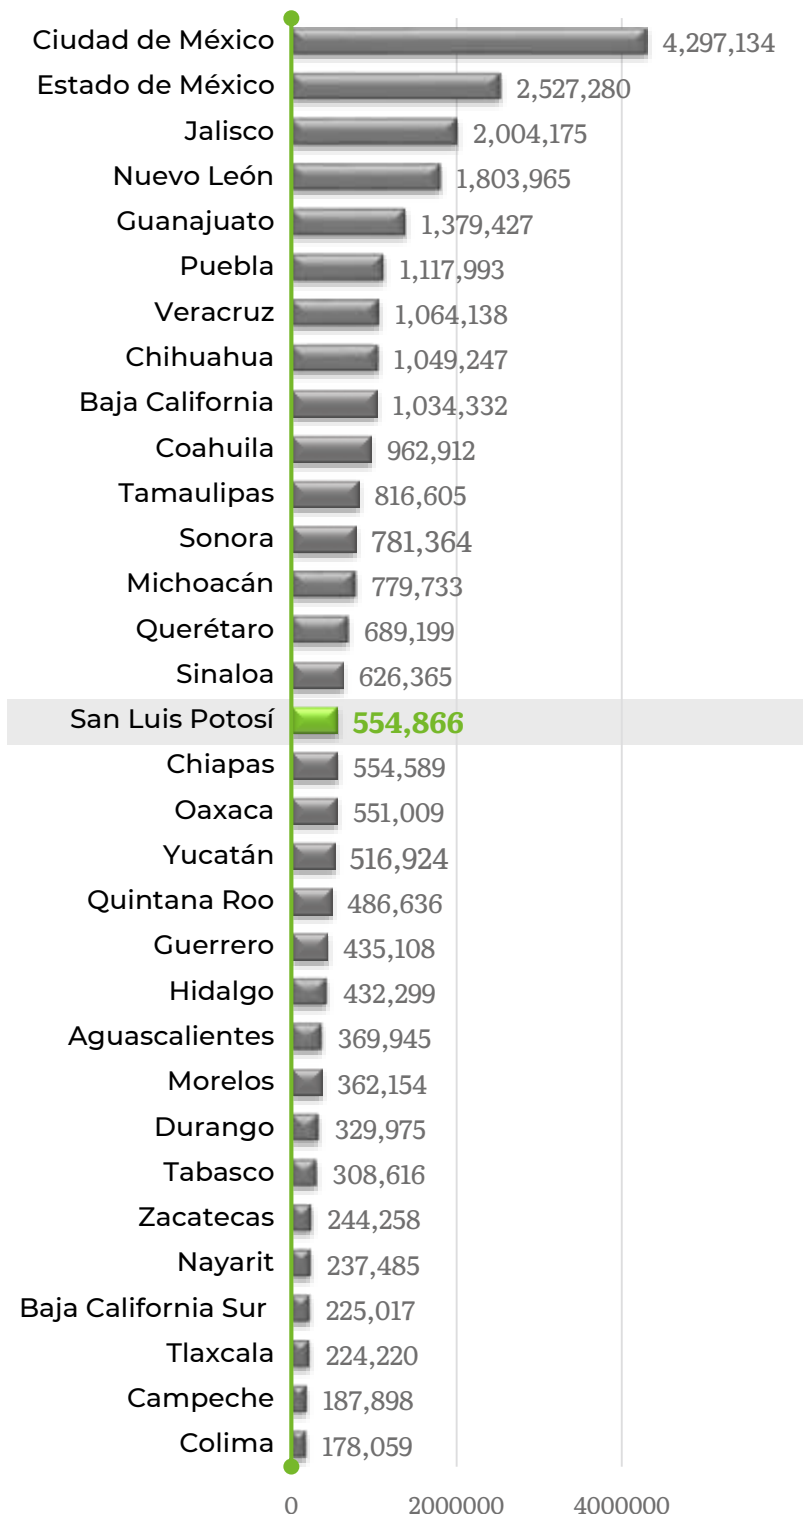 Ciudad de México 4,297,134
Estado de México 2,527,280
Jalisco 2,004,175
Nuevo León 1,803,965
Guanajuato 1,379,427
Puebla 1,117,993
Veracruz 1,064,138
Chihuahua 1,049,247
Baja California 1,034,332
Coahuila 962,912
Tamaulipas 816,605
Sonora 781,364
Michoacán 779,733
Querétaro 689,199
Sinaloa 626,365
San Luis Potosí 554,866
Chiapas 554,589
Oaxaca 551,009
Yucatán 516,924
Quintana Roo 486,636
Guerrero 435,108
Hidalgo 432,299
Aguascalientes 369,945
Morelos 362,154
Durango 329,975
Tabasco 308,616
Zacatecas 244,258
Nayarit 237,485
Baja California Sur 225,017
Tlaxcala 224,220
Campeche 187,898
Colima 178,059
0 2000000 4000000